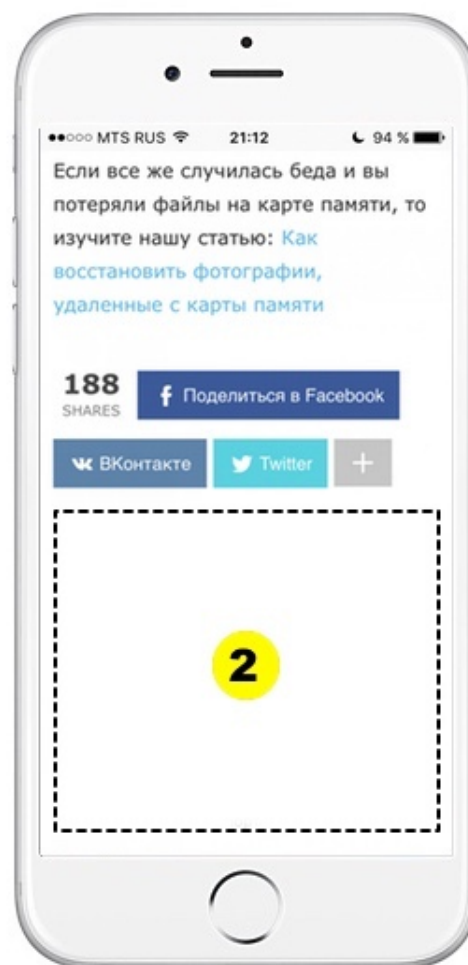 MTS RUS 21:12 94 %
Если все же случилась беда и вы
потеряли файлы на карте памяти, то
изучите нашу статью: Как
восстановить фотографии,
удаленные с карты памяти
188
SHARES
Поделиться в Facebook
ВКонтакте Twitter +
2